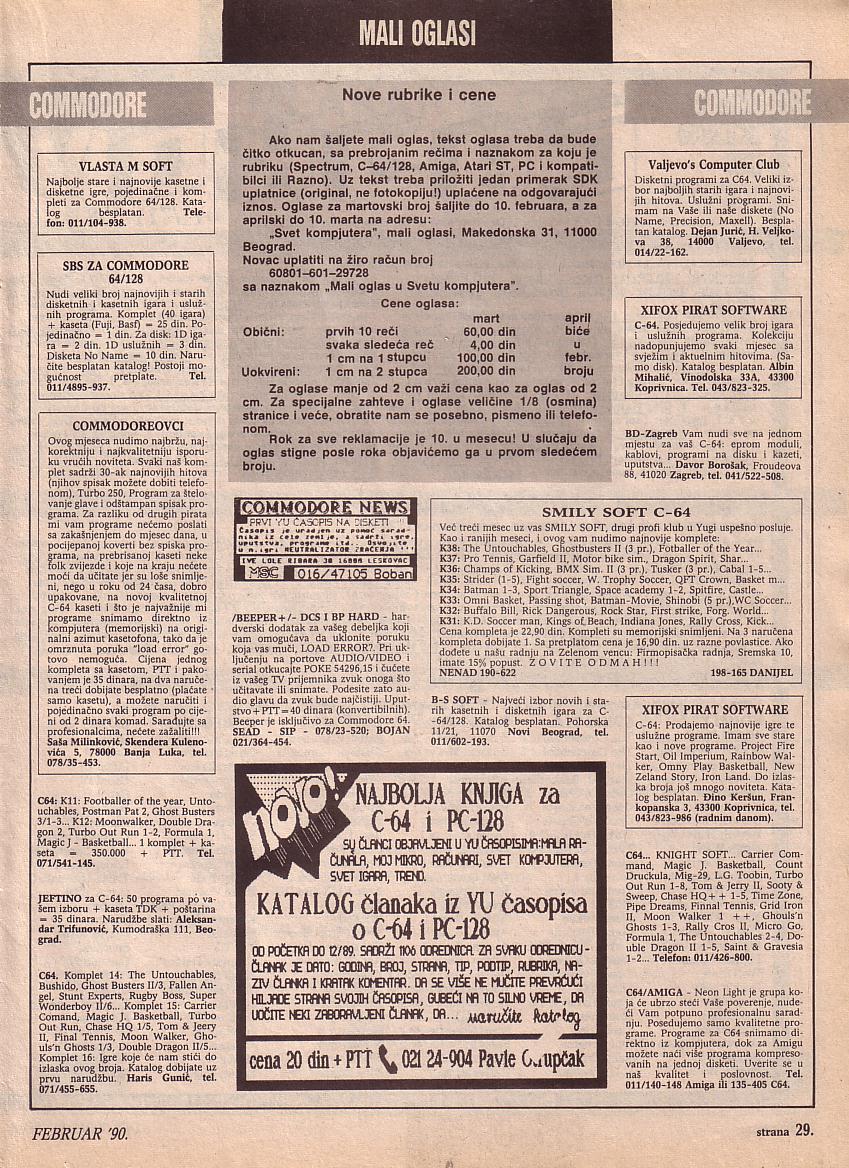 MALI OGLASI
COMMODORE
VLASTA M SOFT
Najbolje stare i najnovije kasetne i
disketne igre, pojedinačne i kom-
pleti za Commodore 64/128. Kata-
log besplatan. Tele-
fon: 011/104-938.
SBS ZA COMMODORE
64/128
Nudi veliki broj najnovijih i starih
disketnih i kasetnih igara i usluž-
nih programa. Komplet (40 igara)
+ kaseta (Fuji, Basf) = 25 din. Po-
jedinačno = 1 din. Za disk: 1D iga-
ra = 2 din. 1D uslužnih = 3 din.
Disketa No Name = 10 din. Naru-
čite besplatan katalog! Postoji mo-
gućnost pretplate. Tel.
011/4895-937.
COMMODOREOVCI
Ovog mjeseca nudimo najbržu, naj-
korektniju i najkvalitetniju isporu-
ku vrućih noviteta. Svaki naš kom-
plet sadrži 30-ak najnovijih hitova
(njihov spisak možete dobiti telefo-
nom), Turbo 250, Program za štelo-
vanje glave i odštampan spisak pro-
grama. Za razliku od drugih pirata
mi vam programe nećemo poslati
sa zakašnjenjem do mjesec dana, u
pocijepanoj koverti bez spiska pro-
grama, na prebrisanoj kaseti neke
folk zvijezde i koje na kraju nećete
moći da učitate jer su loše snimlje-
ni, nego u roku od 24 časa, dobro
upakovane, na novoj kvalitetnoj
C-64 kaseti i što je najvažnije mi
programe snimamo direktno iz
kompjutera (memorijski) na origi-
nalni azimut kasetofona, tako da je
omrznuta poruka "load error" go-
tovo nemoguća. Cijena jednog
kompleta sa kasetom, PTT i pako-
vanjem je 35 dinara, na dva naruče-
na treći dobijate besplatno (plaćate
samo kasetu), a možete naručiti i
pojedinačno svaki program po cije-
ni od 2 dinara komad. Sarađujte sa
profesionalcima, nećete zažaliti!!!
Saša Milinković, Skendera Kuleno-
vića 5, 78000 Banja Luka, tel.
078/35-453.
C64: K11: Footballer of the year, Unto-
uchables, Postman Pat 2, Ghost Busters
3/1-3... K12: Moonwalker, Double Dra-
gon 2, Turbo Out Run 1-2, Formula 1,
Magic J - Basketball... 1 komplet + ka-
seta = 350.000 + PTT. Tel.
071/541-145.
JEFTINO za C-64: 50 programa po va-
šem izboru + kaseta TDK + poštarina
= 35 dinara. Narudžbe slati: Aleksan-
dar Trifunović, Kumodraška 111, Beo-
grad.
C64. Komplet 14: The Untouchables,
Bushido, Ghost Busters II/3, Fallen An-
gel, Stunt Experts, Rugby Boss, Super
Wonderboy II/6... Komplet 15: Carrier
Comand, Magic J. Basketball, Turbo
Out Run, Chase HQ 1/5, Tom & Jeery
II, Final Tennis, Moon Walker, Gho-
uls'n Ghosts 1/3, Double Dragon II/5...
Komplet 16: Igre koje će nam stići do
izlaska ovog broja. Katalog dobijate uz
prvu narudžbu. Haris Gunić, tel.
071/455-655.
Nove rubrike i cene
Ako nam šaljete mali oglas, tekst oglasa treba da bude
čitko otkucan, sa prebrojanim rečima i naznakom za koju je
rubriku (Spectrum, C-64/128, Amiga, Atari ST, PC i kompati-
bilci ili Razno). Uz tekst treba priložiti jedan primerak SDK
uplatnice (original, ne fotokopiju!) uplaćene na odgovarajući
iznos. Oglase za martovski broj šaljite do 10. februara, a za
aprilski do 10. marta na adresu:
„Svet kompjutera", mali oglasi, Makedonska 31, 11000
Beograd.
Novac uplatiti na žiro račun broj
60801-601-29728
sa naznakom „Mali oglas u Svetu kompjutera".
Cene oglasa:
mart april
Obični: prvih 10 reči 60,00 din biće
svaka sledeća reč 4,00 din u
1 cm na 1 stupcu 100,00 din febr.
Uokvireni: 1 cm na 2 stupca 200,00 din broju
Za oglase manje od 2 cm važi cena kao za oglas od 2
cm. Za specijalne zahteve i oglase veličine 1/8 (osmina)
stranice i veće, obratite nam se posebno, pismeno ili telefo-
nom.
Rok za sve reklamacije je 10. u mesecu! U slučaju da
oglas stigne posle roka objavićemo ga u prvom sledećem
broju.
COMMODORE NEWS
PRVI YU ČASOPIS NA DISKETI !!
Časopis je uradjen uz pomoć sarad-
nika iz cele zemlje, a sadrži igre,
uputstva, programe itd. Osvojite
u n.igri NEUTRALIZATOR ZRAČENJA !!!
IVE LOLE RIBARA 30 16000 LESKOVAC
MSC 016/47105 Boban
/BEEPER+/- DCS I BP HARD - har-
dverski dodatak za vašeg debeljka koji
vam omogućava da uklonite poruku
koja vas muči, LOAD ERROR?. Pri uk-
ljučenju na portove AUDIO/VIDEO i
serial otkucajte POKE 54296,15 i čućete
iz vašeg TV prijemnika zvuk onoga što
učitavate ili snimate. Podesite zato au-
dio glavu da zvuk bude najčistiji. Uput-
stvo+PTT= 40 dinara (konvertibilnih).
Beeper je isključivo za Commodore 64.
SEAD - SIP - 078/23-520; BOJAN
021/364-454.
SMILY SOFT C-64
Već treći mesec uz vas SMILY SOFT, drugi profi klub u Yugi uspešno posluje.
Kao i ranijih meseci, i ovog vam nudimo najnovije komplete:
K38: The Untouchables, Ghostbusters II (3 pr.), Fotballer of the Year...
K37: Pro Tennis, Garfield II, Motor bike sim., Dragon Spirit, Shar...
K36: Champs of Kicking, BMX Sim. II (3 pr.), Tusker (3 pr.), Cabal 1-5...
K35: Strider (1-5), Fight soccer, W. Trophy Soccer, QFT Crown, Basket m...
K34: Batman 1-3, Sport Triangle, Space academy 1-2, Spitfire, Castle...
K33: Omni Basket, Passing shot, Batman-Movie, Shinobi (5 pr.),WC Soccer...
K32: Buffalo Bill, Rick Dangerous, Rock Star, First strike, Forg. World...
K31: K.D. Soccer man, Kings of Beach, Indiana Jones, Rally Cross, Kick...
Cena kompleta je 22,90 din. Kompleti su memorijski snimljeni. Na 3 naručena
kompleta dobijate 1. Sa pretplatom cena je 16,90 din. uz razne povlastice. Ako
dođete u našu radnju na Zelenom vencu: Firmopisačka radnja, Sremska 10,
imate 15% popust. Z O V I T E O D M A H ! ! !
NENAD 190-622 198-165 DANIJEL
B-S SOFT - Najveći izbor novih i sta-
rih kasetnih i disketnih igara za C-
-64/128. Katalog besplatan. Pohorska
11/21, 11070 Novi Beograd, tel.
011/602-193.
novo!
NAJBOLJA KNJIGA za
C-64 i PC-128
SU ČLANCI OBJAVLJENI U YU ČASOPISIMA:MALA RA-
ČUNALA, MOJ MIKRO, RAČUNARI, SVET KOMPJUTERA,
SVET IGARA, TREND.
KATALOG članaka iz YU časopisa
o C-64 i PC-128
OD POČETKA DO 12/89. SADRŽI 1106 ODREDNICA. ZA SVAKU ODREDNICU-
ČLANAK JE DATO: GODINA, BROJ, STRANA, TIP, PODTIP, RUBRIKA, NA-
ZIV ČLANKA I KRATAK KOMENTAR. DA SE VIŠE NE MUČITE PREVRĆUĆI
HILJADE STRANA SVOJIH ČASOPISA, GUBEĆI NA TO SILNO VREME, DA
UOČITE NEKI ZABORAVLJENI ČLANAK, DA... naručite katalog
cena 20 din + PTT 021 24-904 Pavle
COMMODORE
Valjevo's Computer Club
Disketni programi za C64. Veliki iz-
bor najboljih starih igara i najnovi-
jih hitova. Uslužni programi. Sni-
mam na Vaše ili naše diskete (No
Name, Precision, Maxell). Bespla-
tan katalog. Dejan Jurić, H. Veljko-
va 38, 14000 Valjevo, tel.
014/22-162.
XIFOX PIRAT SOFTWARE
C-64. Posjedujemo velik broj igara
i uslužnih programa. Kolekciju
nadopunjujemo svaki mjesec sa
svježim i aktuelnim hitovima. (Sa-
mo disk). Katalog besplatan. Albin
Mihalić, Vinodolska 33A, 43300
Koprivnica. Tel. 043/823-325.
BD-Zagreb Vam nudi sve na jednom
mjestu za vaš C-64: eprom moduli,
kablovi, programi na disku i kazeti,
uputstva... Davor Borošak, Froudeova
88, 41020 Zagreb, tel. 041/522-508.
XIFOX PIRAT SOFTWARE
C-64: Prodajemo najnovije igre te
uslužne programe. Imam sve stare
kao i nove programe. Project Fire
Start, Oil Imperium, Rainbow Wal-
ker, Omny Play Basketball, New
Zeland Story, Iron Land. Do izlas-
ka broja još mnogo noviteta. Kata-
log besplatan. Đino Keršun, Fran-
kopanska 3, 43300 Koprivnica, tel.
043/823-986 (radnim danom).
C64... KNIGHT SOFT... Carrier Com-
mand, Magic J. Basketball, Count
Druckula, Mig-29, L.G. Toobin, Turbo
Out Run 1-8, Tom & Jerry II, Sooty &
Sweep, Chase HQ++ 1-5, Time Zone,
Pipe Dreams, Finnal Tennis, Grid Iron
II, Moon Walker 1 ++, Ghouls'n
Ghosts 1-3, Rally Cros II, Micro Go,
Formula 1, The Untouchables 2-4, Do-
uble Dragon II 1-5, Saint & Gravesia
1-2... Telefon: 011/426-800.
C64/AMIGA - Neon Light je grupa ko-
ja će ubrzo steći Vaše poverenje, nude-
ći Vam potpuno profesionalnu sarad-
nju. Posedujemo samo kvalitetne pro-
grame. Programe za C64 snimamo di-
rektno iz kompjutera, dok za Amigu
možete naći više programa kompreso-
vanih na jednoj disketi. Uverite se u
naš kvalitet i poslovnost. Tel.
011/140-148 Amiga ili 135-405 C64.
FEBRUAR '90.
strana 29.